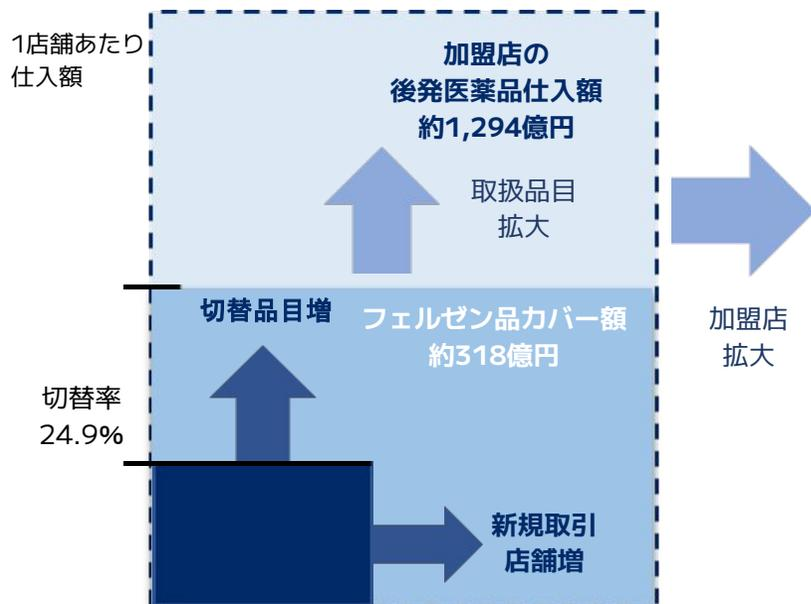 1店舗あたり
仕入額
加盟店の
後発医薬品仕入額
約1,294億円
取扱品目
拡大
切替品目増
フェルゼン品カバー額
約318億円
加盟店
拡大
切替率
24.9%
新規取引
店舗増